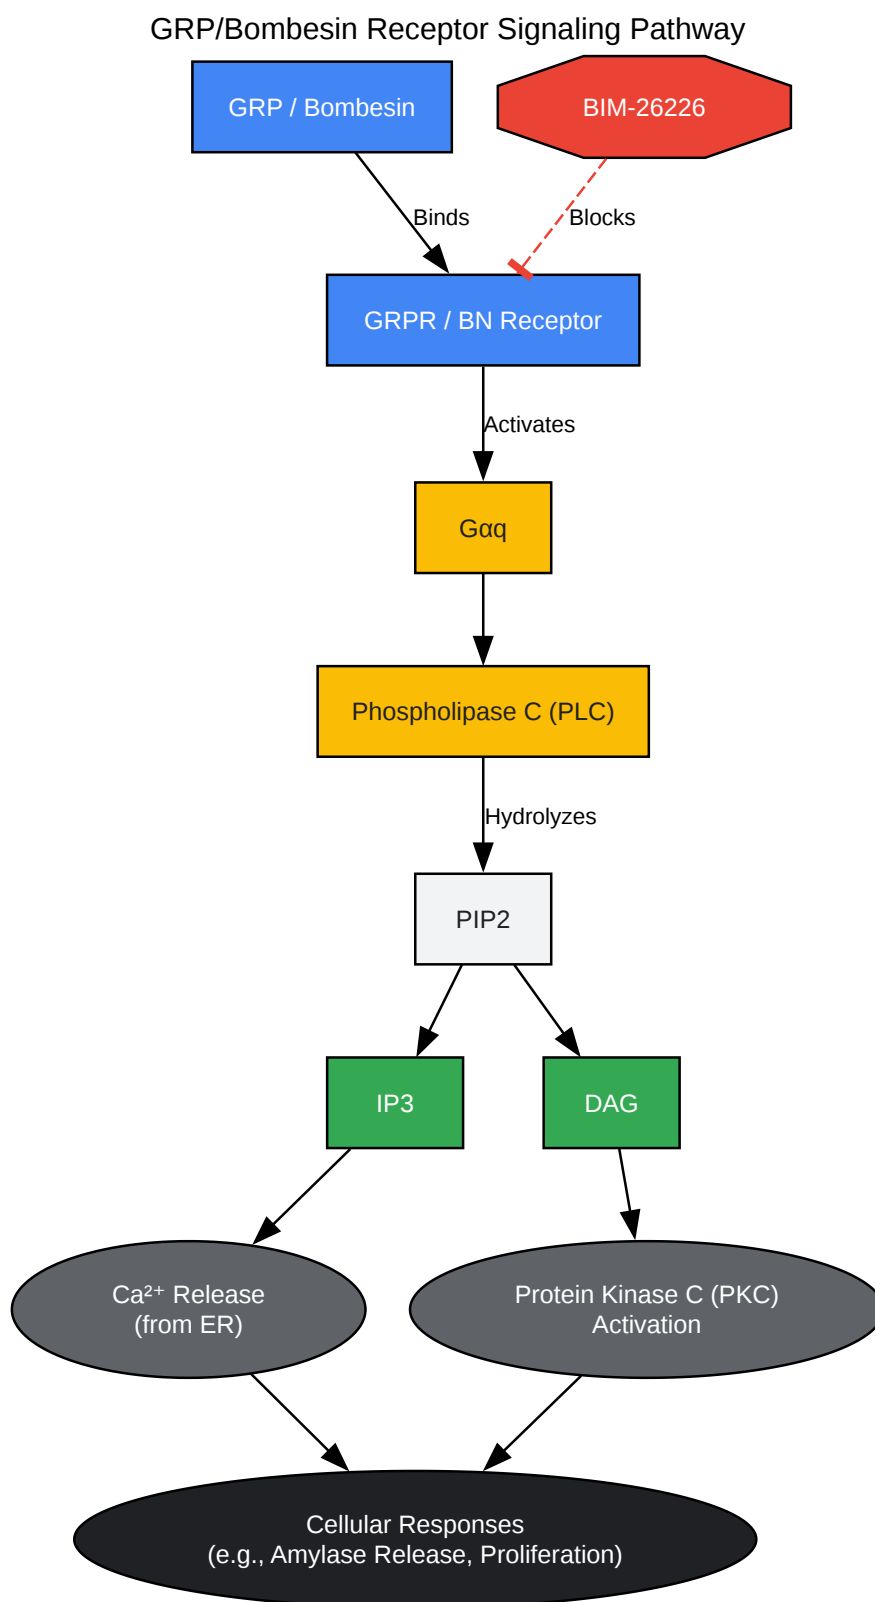 GRP/Bombesin Receptor Signaling Pathway
GRP / Bombesin
BIM-26226
Binds
Blocks
GRPR / BN Receptor
Activates
Gαq
Phospholipase C (PLC)
Hydrolyzes
PIP2
IP3
DAG
Ca²⁺ Release
(from ER)
Protein Kinase C (PKC)
Activation
Cellular Responses
(e.g., Amylase Release, Proliferation)